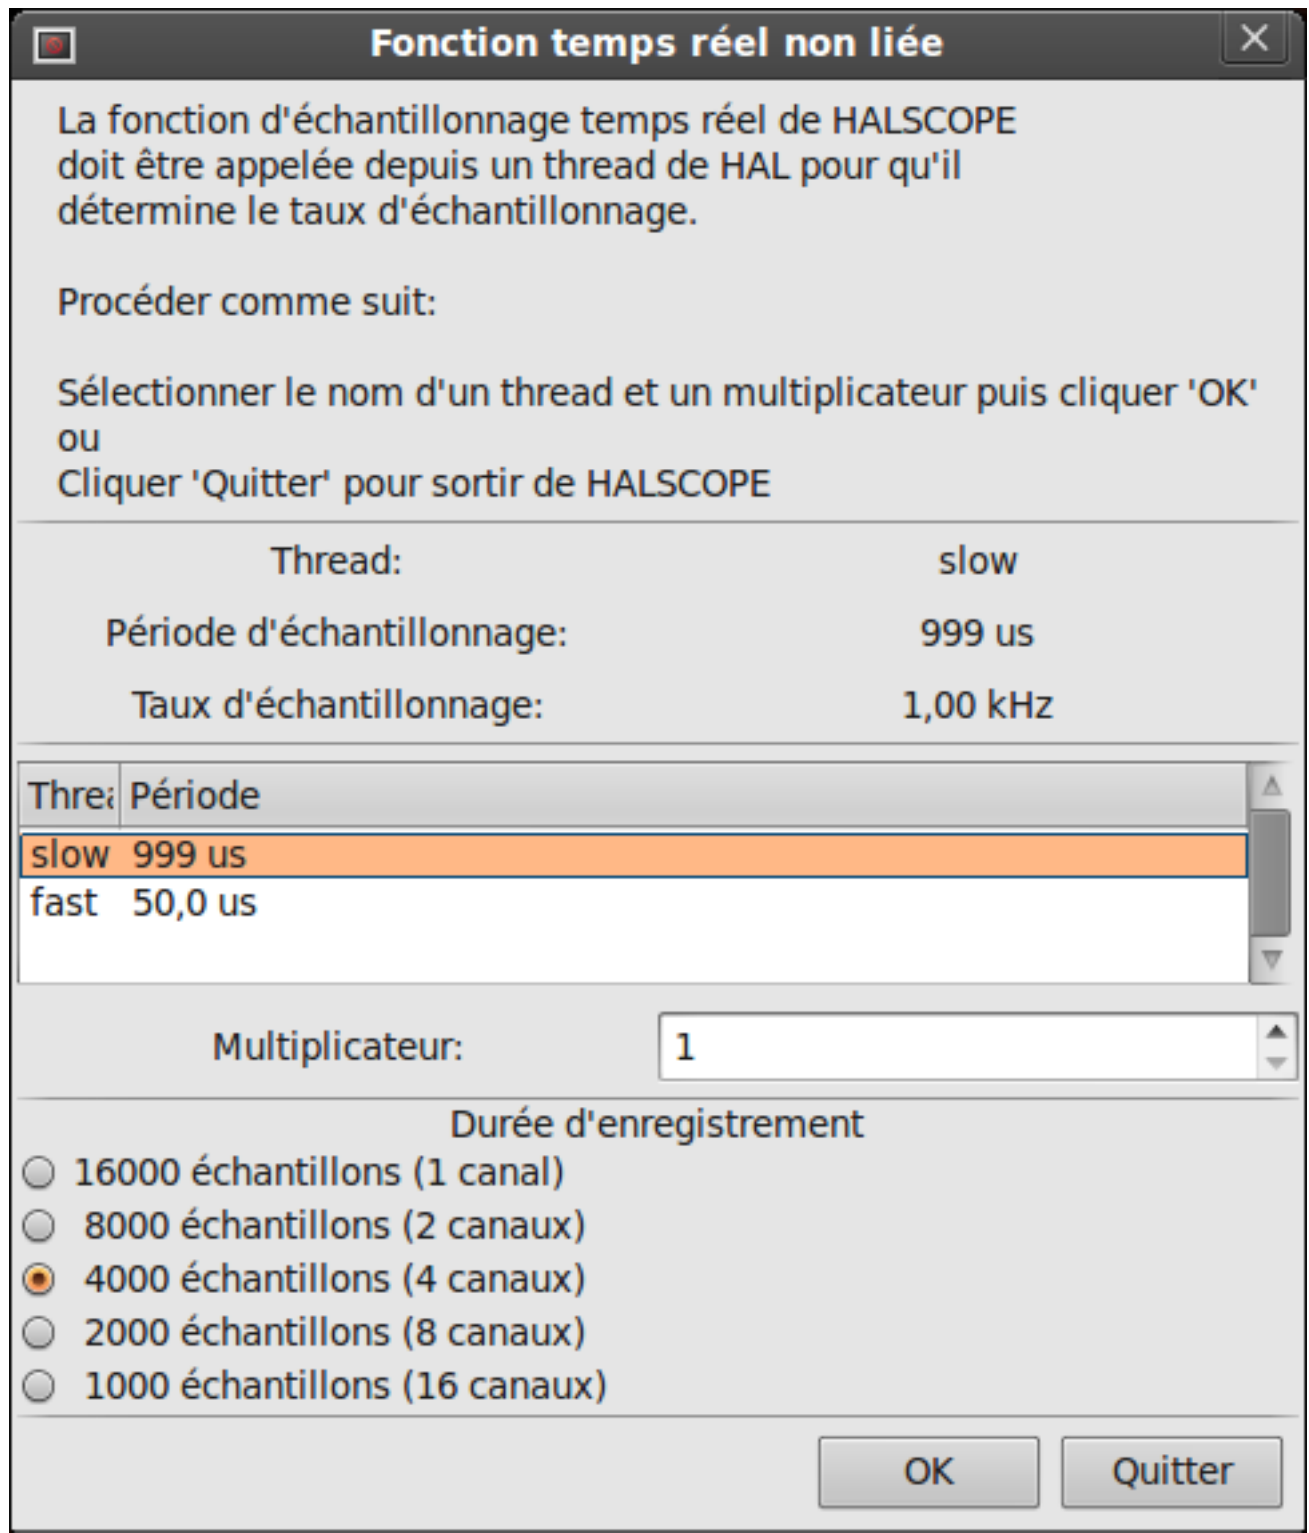 Fonction temps réel non liée
La fonction d'échantillonnage temps réel de HALSCOPE
doit être appelée depuis un thread de HAL pour qu'il
détermine le taux d'échantillonnage.
Procéder comme suit:
Sélectionner le nom d'un thread et un multiplicateur puis cliquer 'OK'
ou
Cliquer 'Quitter' pour sortir de HALSCOPE
Thread: slow
Période d'échantillonnage: 999 us
Taux d'échantillonnage: 1,00 kHz
Threa Période
slow 999 us
fast 50,0 us
Multiplicateur: 1
Durée d'enregistrement
16000 échantillons (1 canal)
8000 échantillons (2 canaux)
4000 échantillons (4 canaux)
2000 échantillons (8 canaux)
1000 échantillons (16 canaux)
OK Quitter